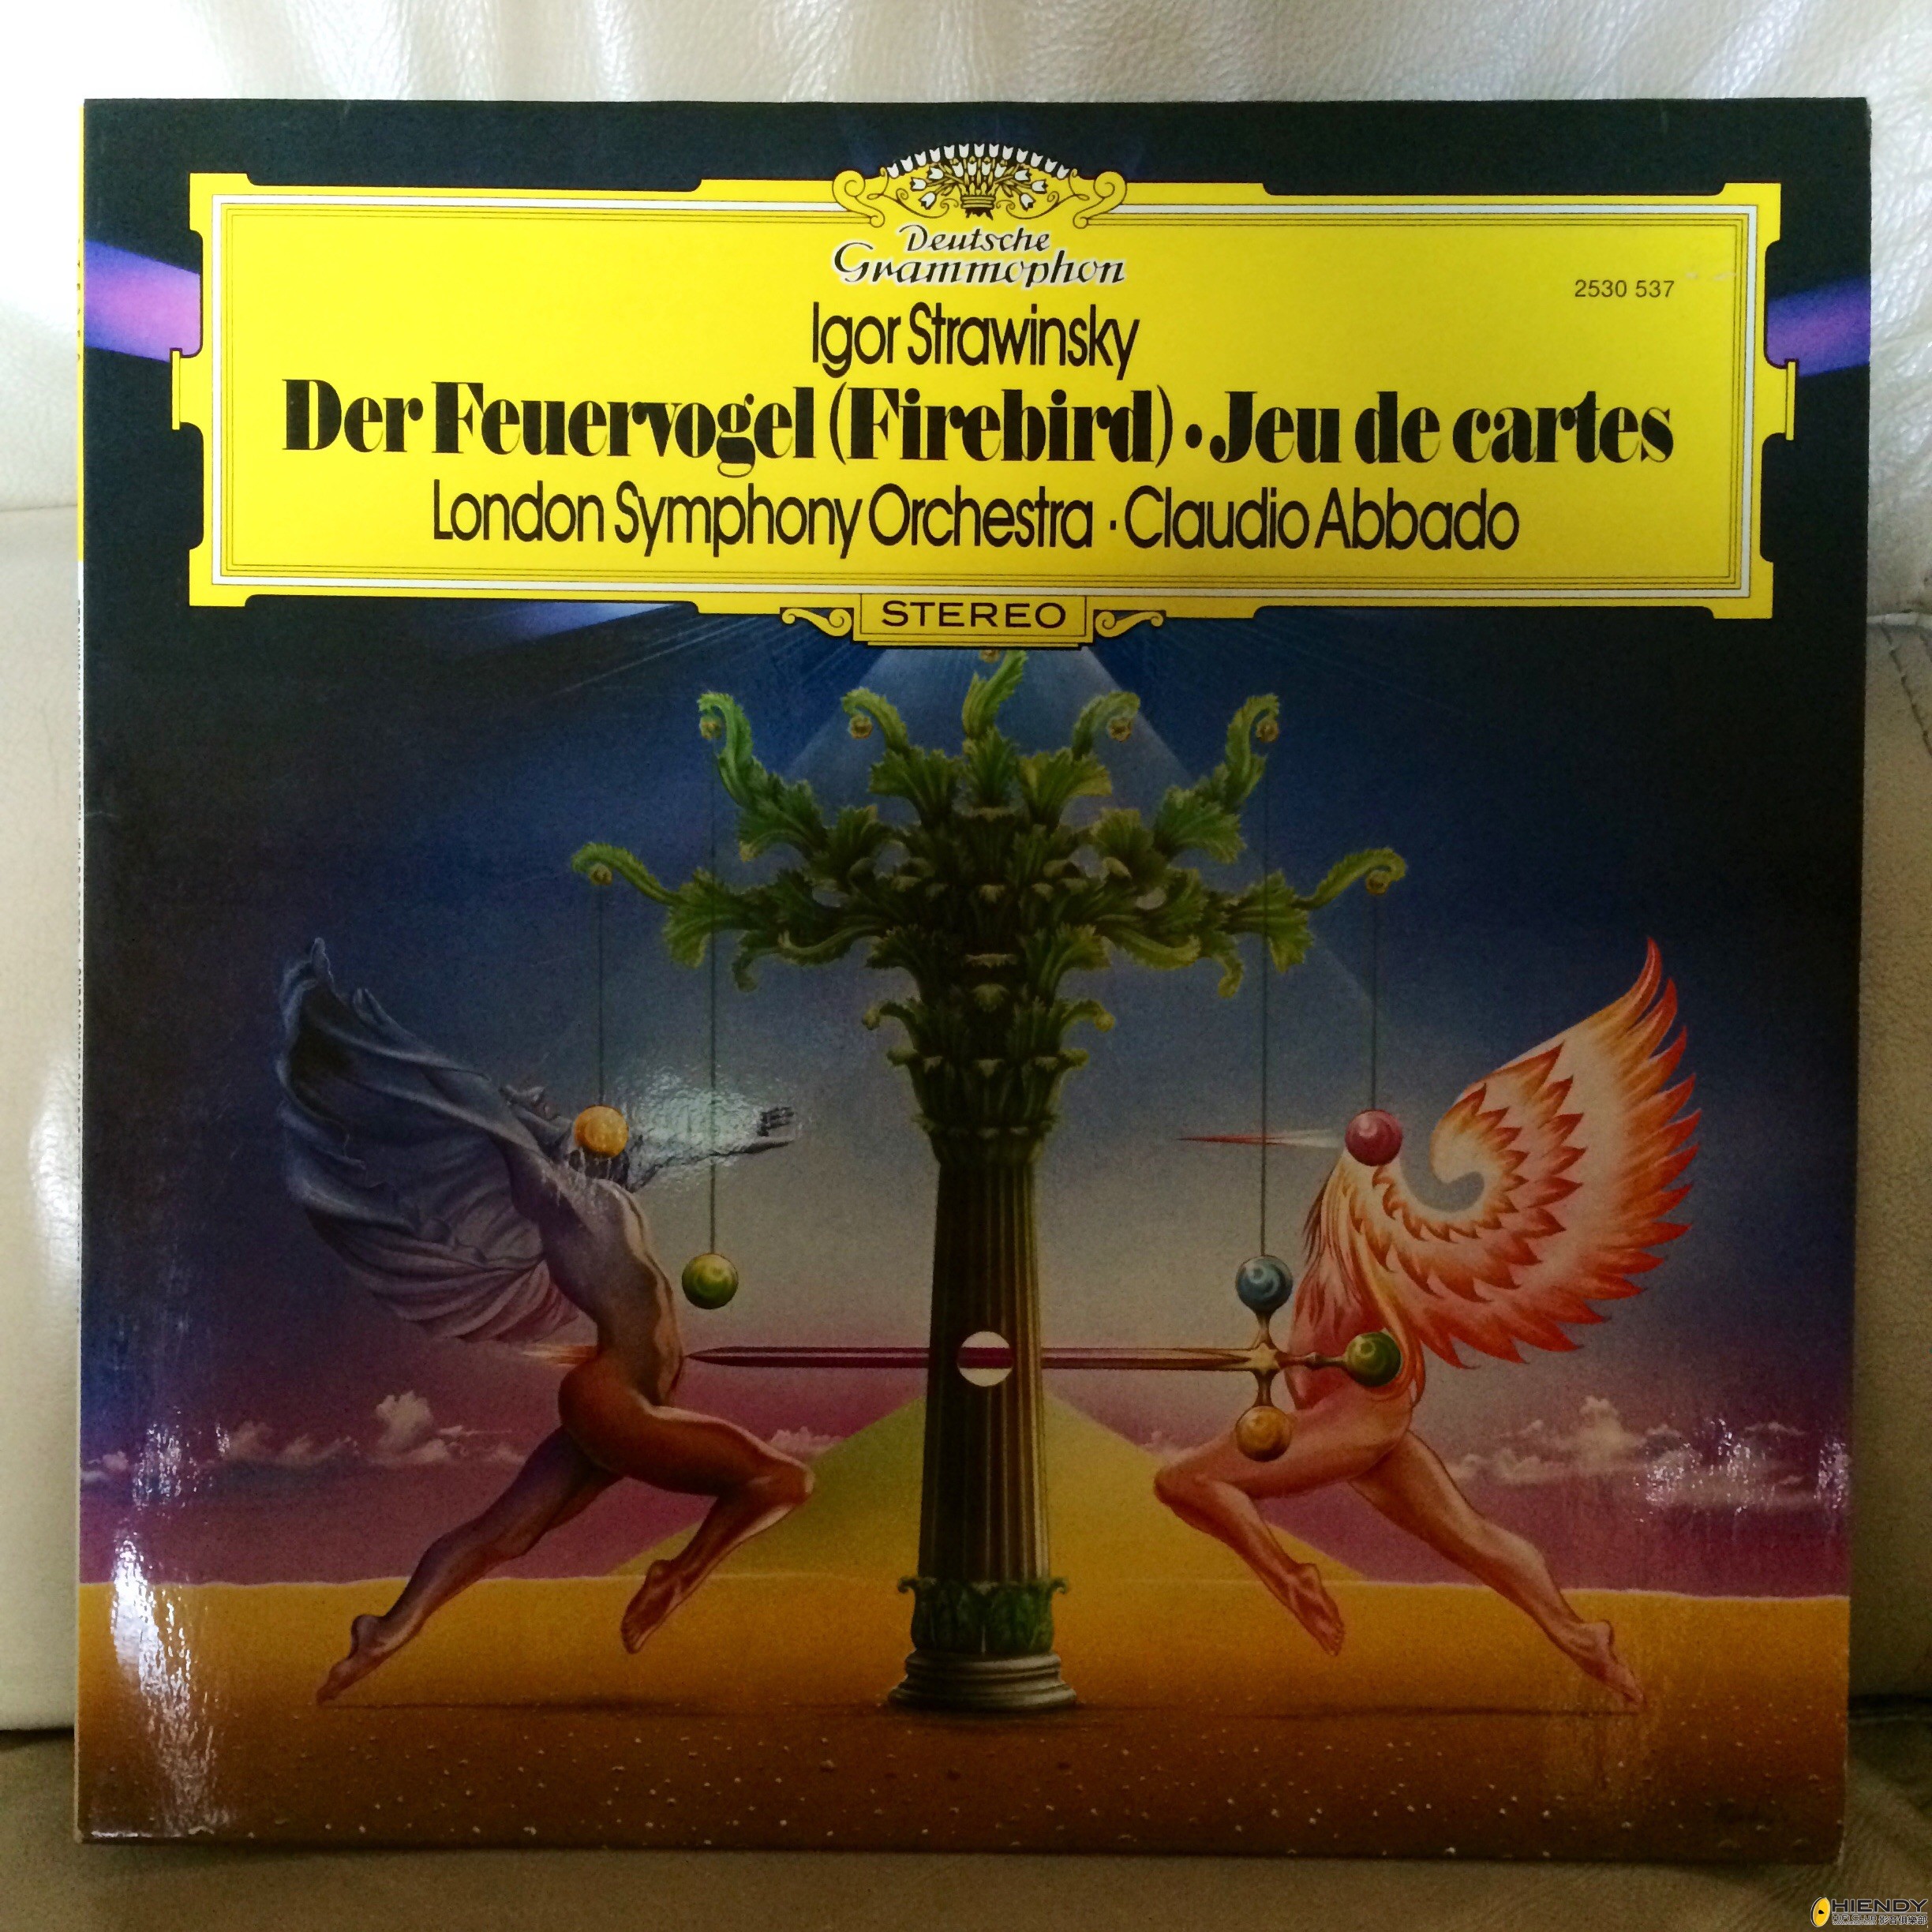 Deutsche
Grammophon
2530 537
Igor Strawinsky
Der Feuervogel (Firebird) • Jeu de cartes
London Symphony Orchestra · Claudio Abbado
STEREO
HIENDY